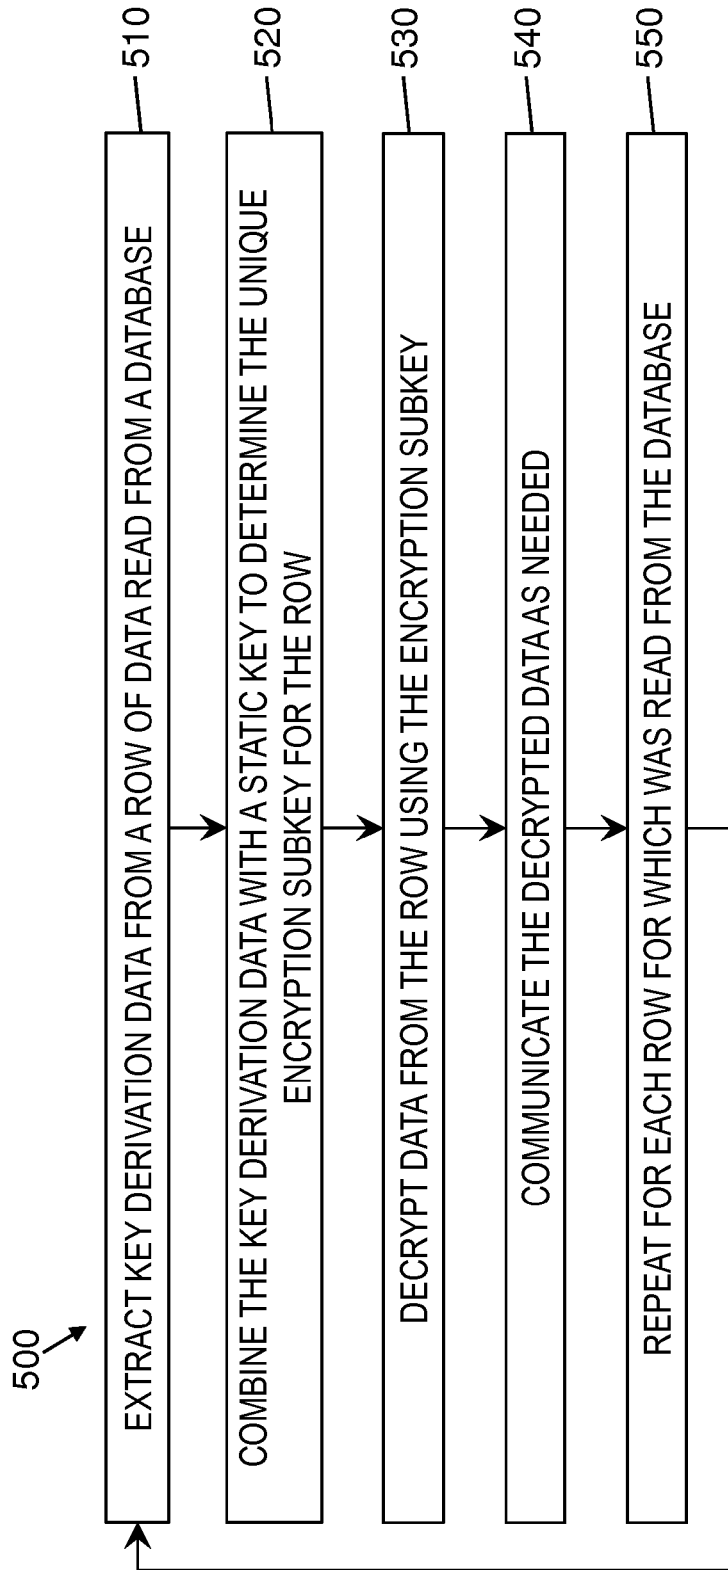 500
EXTRACT KEY DERIVATION DATA FROM A ROW OF DATA READ FROM A DATABASE
510
COMBINE THE KEY DERIVATION DATA WITH A STATIC KEY TO DETERMINE THE UNIQUE
ENCRYPTION SUBKEY FOR THE ROW
520
DECRYPT DATA FROM THE ROW USING THE ENCRYPTION SUBKEY
530
COMMUNICATE THE DECRYPTED DATA AS NEEDED
540
REPEAT FOR EACH ROW FOR WHICH WAS READ FROM THE DATABASE
550